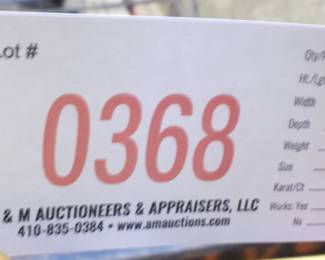 Lot #
0368
& M AUCTIONEERS & APPRAISERS, LLC
410-835-0384 • www.amauctions.com
Qty/
Ht./Lgt
Width
Depth
Weight
Size
Karat/Ct
Works: Yes
No